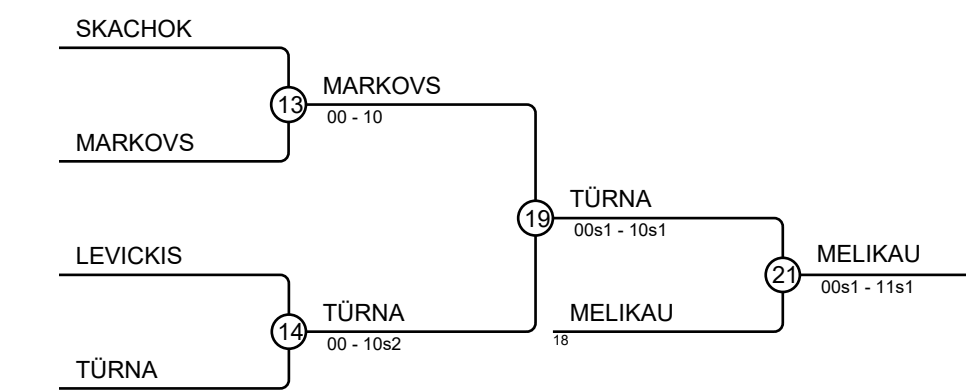 SKACHOK
13
MARKOVS
00 - 10
MARKOVS
19
TÜRNA
00s1 - 10s1
LEVICKIS
21
MELIKAU
00s1 - 11s1
14
TÜRNA
00 - 10s2
MELIKAU
18
TÜRNA